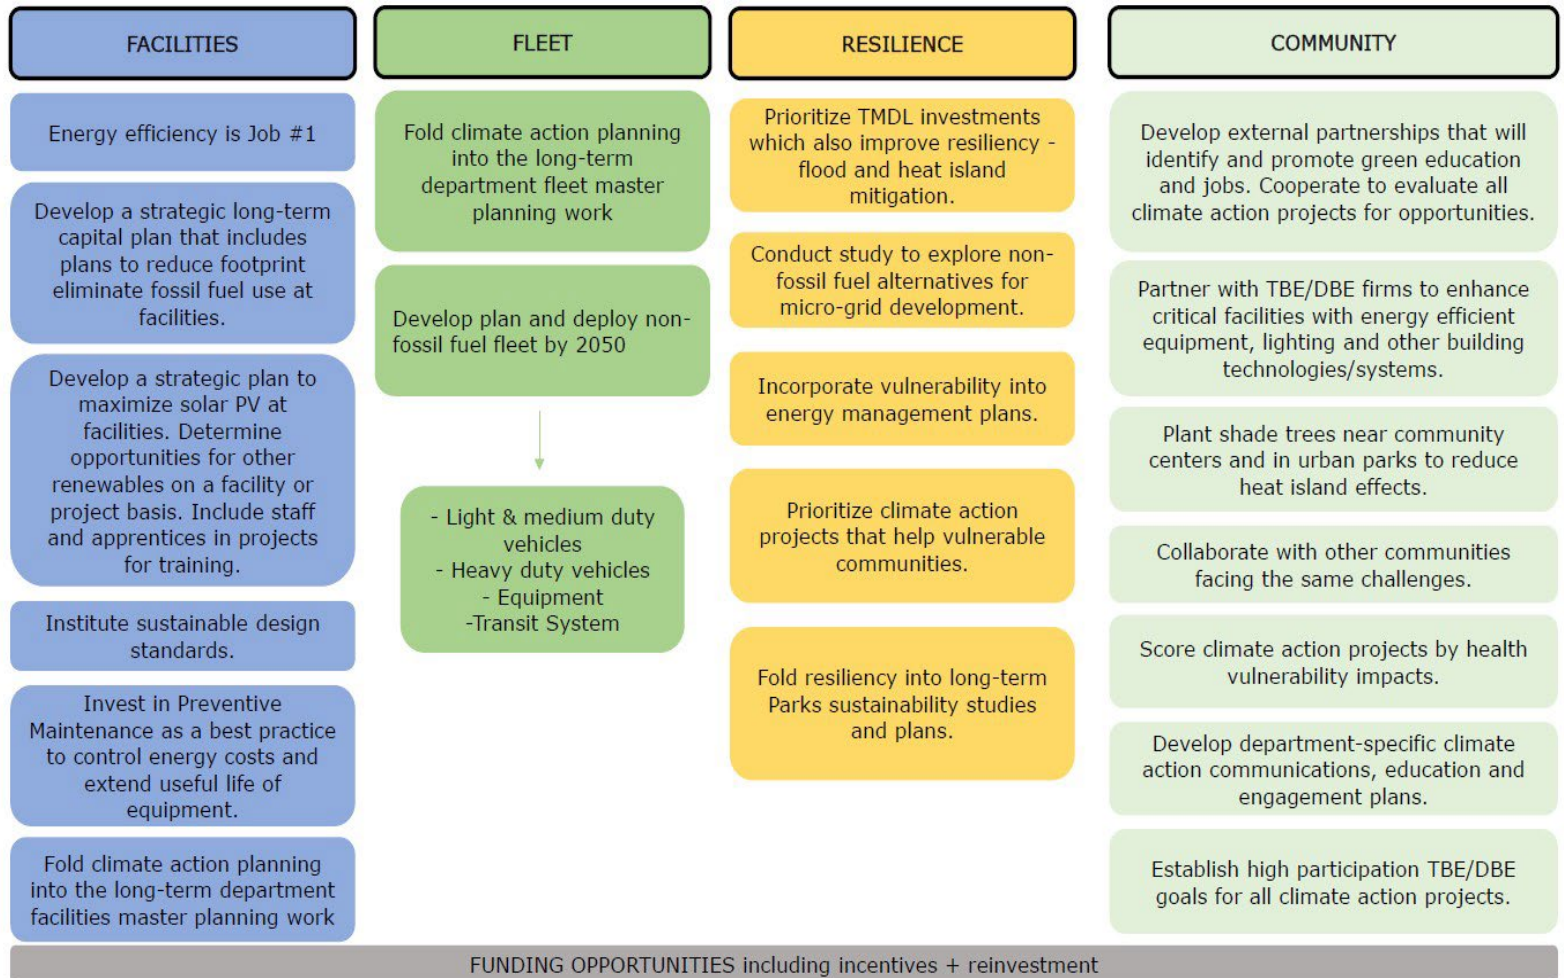 FACILITIES
Energy efficiency is Job #1
Develop a strategic long-term
capital plan that includes
plans to reduce footprint
eliminate fossil fuel use at
facilities.
Develop a strategic plan to
maximize solar PV at
facilities. Determine
opportunities for other
renewables on a facility or
project basis. Include staff
and apprentices in projects
for training.
Institute sustainable design
standards.
Invest in Preventive
Maintenance as a best practice
to control energy costs and
extend useful life of
equipment.
Fold climate action planning
into the long-term department
facilities master planning work
FLEET
Fold climate action planning
into the long-term
department fleet master
planning work
Develop plan and deploy non-
fossil fuel fleet by 2050
- Light & medium duty
vehicles
- Heavy duty vehicles
- Equipment
-Transit System
RESILIENCE
Prioritize TMDL investments
which also improve resiliency -
flood and heat island
mitigation.
Conduct study to explore non-
fossil fuel alternatives for
micro-grid development.
Incorporate vulnerability into
energy management plans.
Prioritize climate action
projects that help vulnerable
communities.
Fold resiliency into long-term
Parks sustainability studies
and plans.
COMMUNITY
Develop external partnerships that will
identify and promote green education
and jobs. Cooperate to evaluate all
climate action projects for opportunities.
Partner with TBE/DBE firms to enhance
critical facilities with energy efficient
equipment, lighting and other building
technologies/systems.
Plant shade trees near community
centers and in urban parks to reduce
heat island effects.
Collaborate with other communities
facing the same challenges.
Score climate action projects by health
vulnerability impacts.
Develop department-specific climate
action communications, education and
engagement plans.
Establish high participation TBE/DBE
goals for all climate action projects.
FUNDING OPPORTUNITIES including incentives + reinvestment